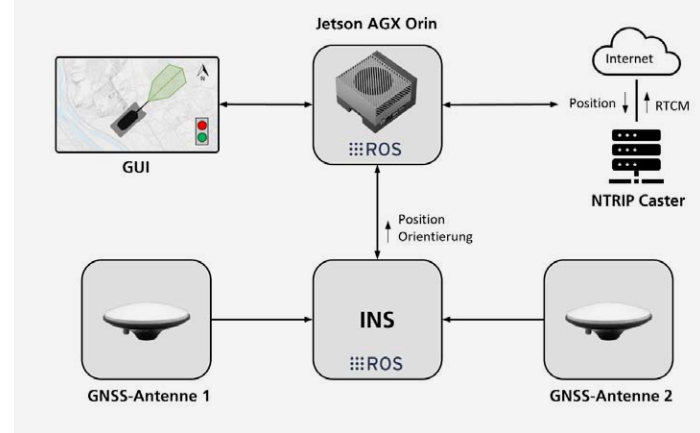 Jetson AGX Orin
Internet
N
Position
RTCM
ROS
GUI
NTRIP Caster
Position
Orientierung
INS
ROS
GNSS-Antenne 1
GNSS-Antenne 2